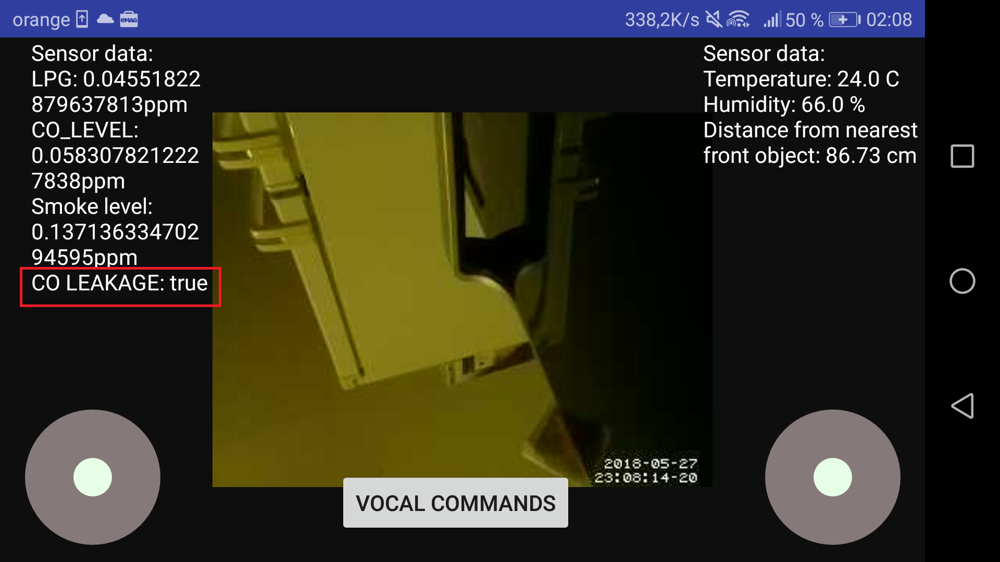 orange eMAG 338,2K/s 50 % 02:08
Sensor data:
LPG: 0.04551822
879637813ppm
CO_LEVEL:
0.058307821222
7838ppm
Smoke level:
0.137136334702
94595ppm
CO LEAKAGE: true
Sensor data:
Temperature: 24.0 C
Humidity: 66.0 %
Distance from nearest
front object: 86.73 cm
2018-05-27
23:08:14-20
VOCAL COMMANDS